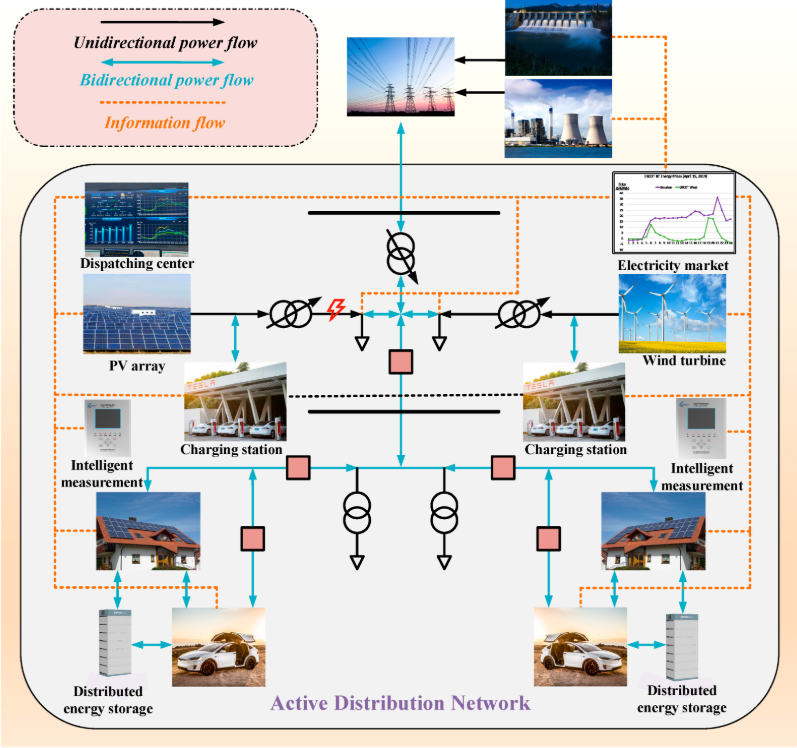 Unidirectional power flow
Bidirectional power flow
Information flow
Dispatching center
Electricity market
PV array
Wind turbine
TESLA
Charging station
Charging station
Intelligent
measurement
Intelligent
measurement
Distributed
energy storage
Distributed
energy storage
Active Distribution Network